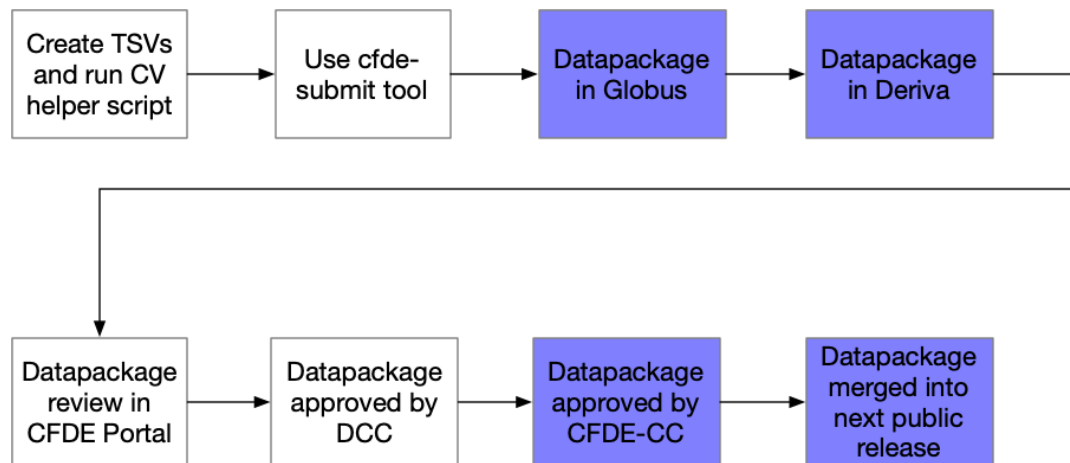 Create TSVs
and run CV
helper script
Use cfde-
submit tool
Datapackage
in Globus
Datapackage
in Deriva
Datapackage
review in
CFDE Portal
Datapackage
approved by
DCC
Datapackage
approved by
CFDE-CC
Datapackage
merged into
next public
release